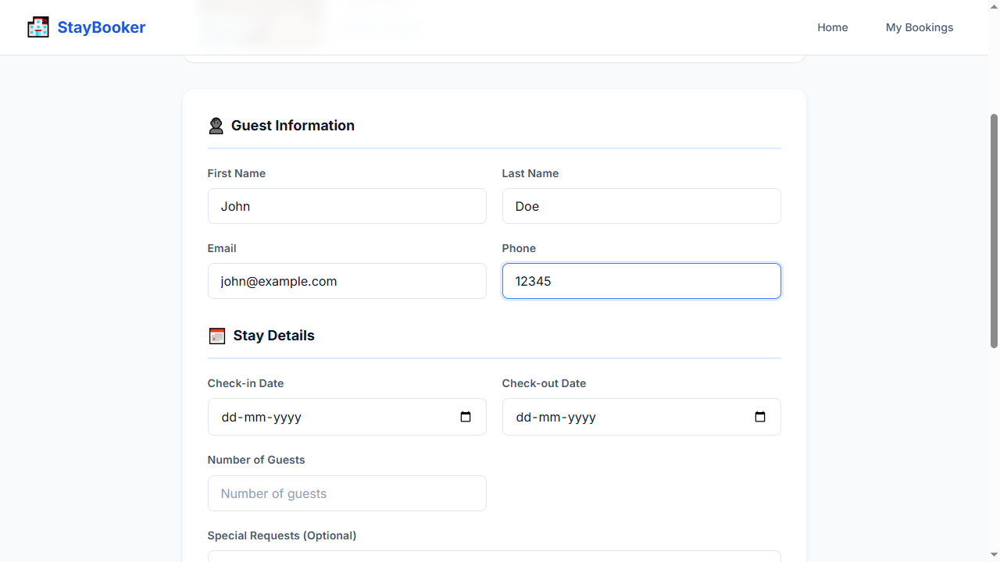 StayBooker
Home
My Bookings
Guest Information
First Name
Last Name
John
Doe
Email
Phone
john@example.com
12345
Stay Details
Check-in Date
Check-out Date
dd-mm-yyyy
dd-mm-yyyy
Number of Guests
Number of guests
Special Requests (Optional)